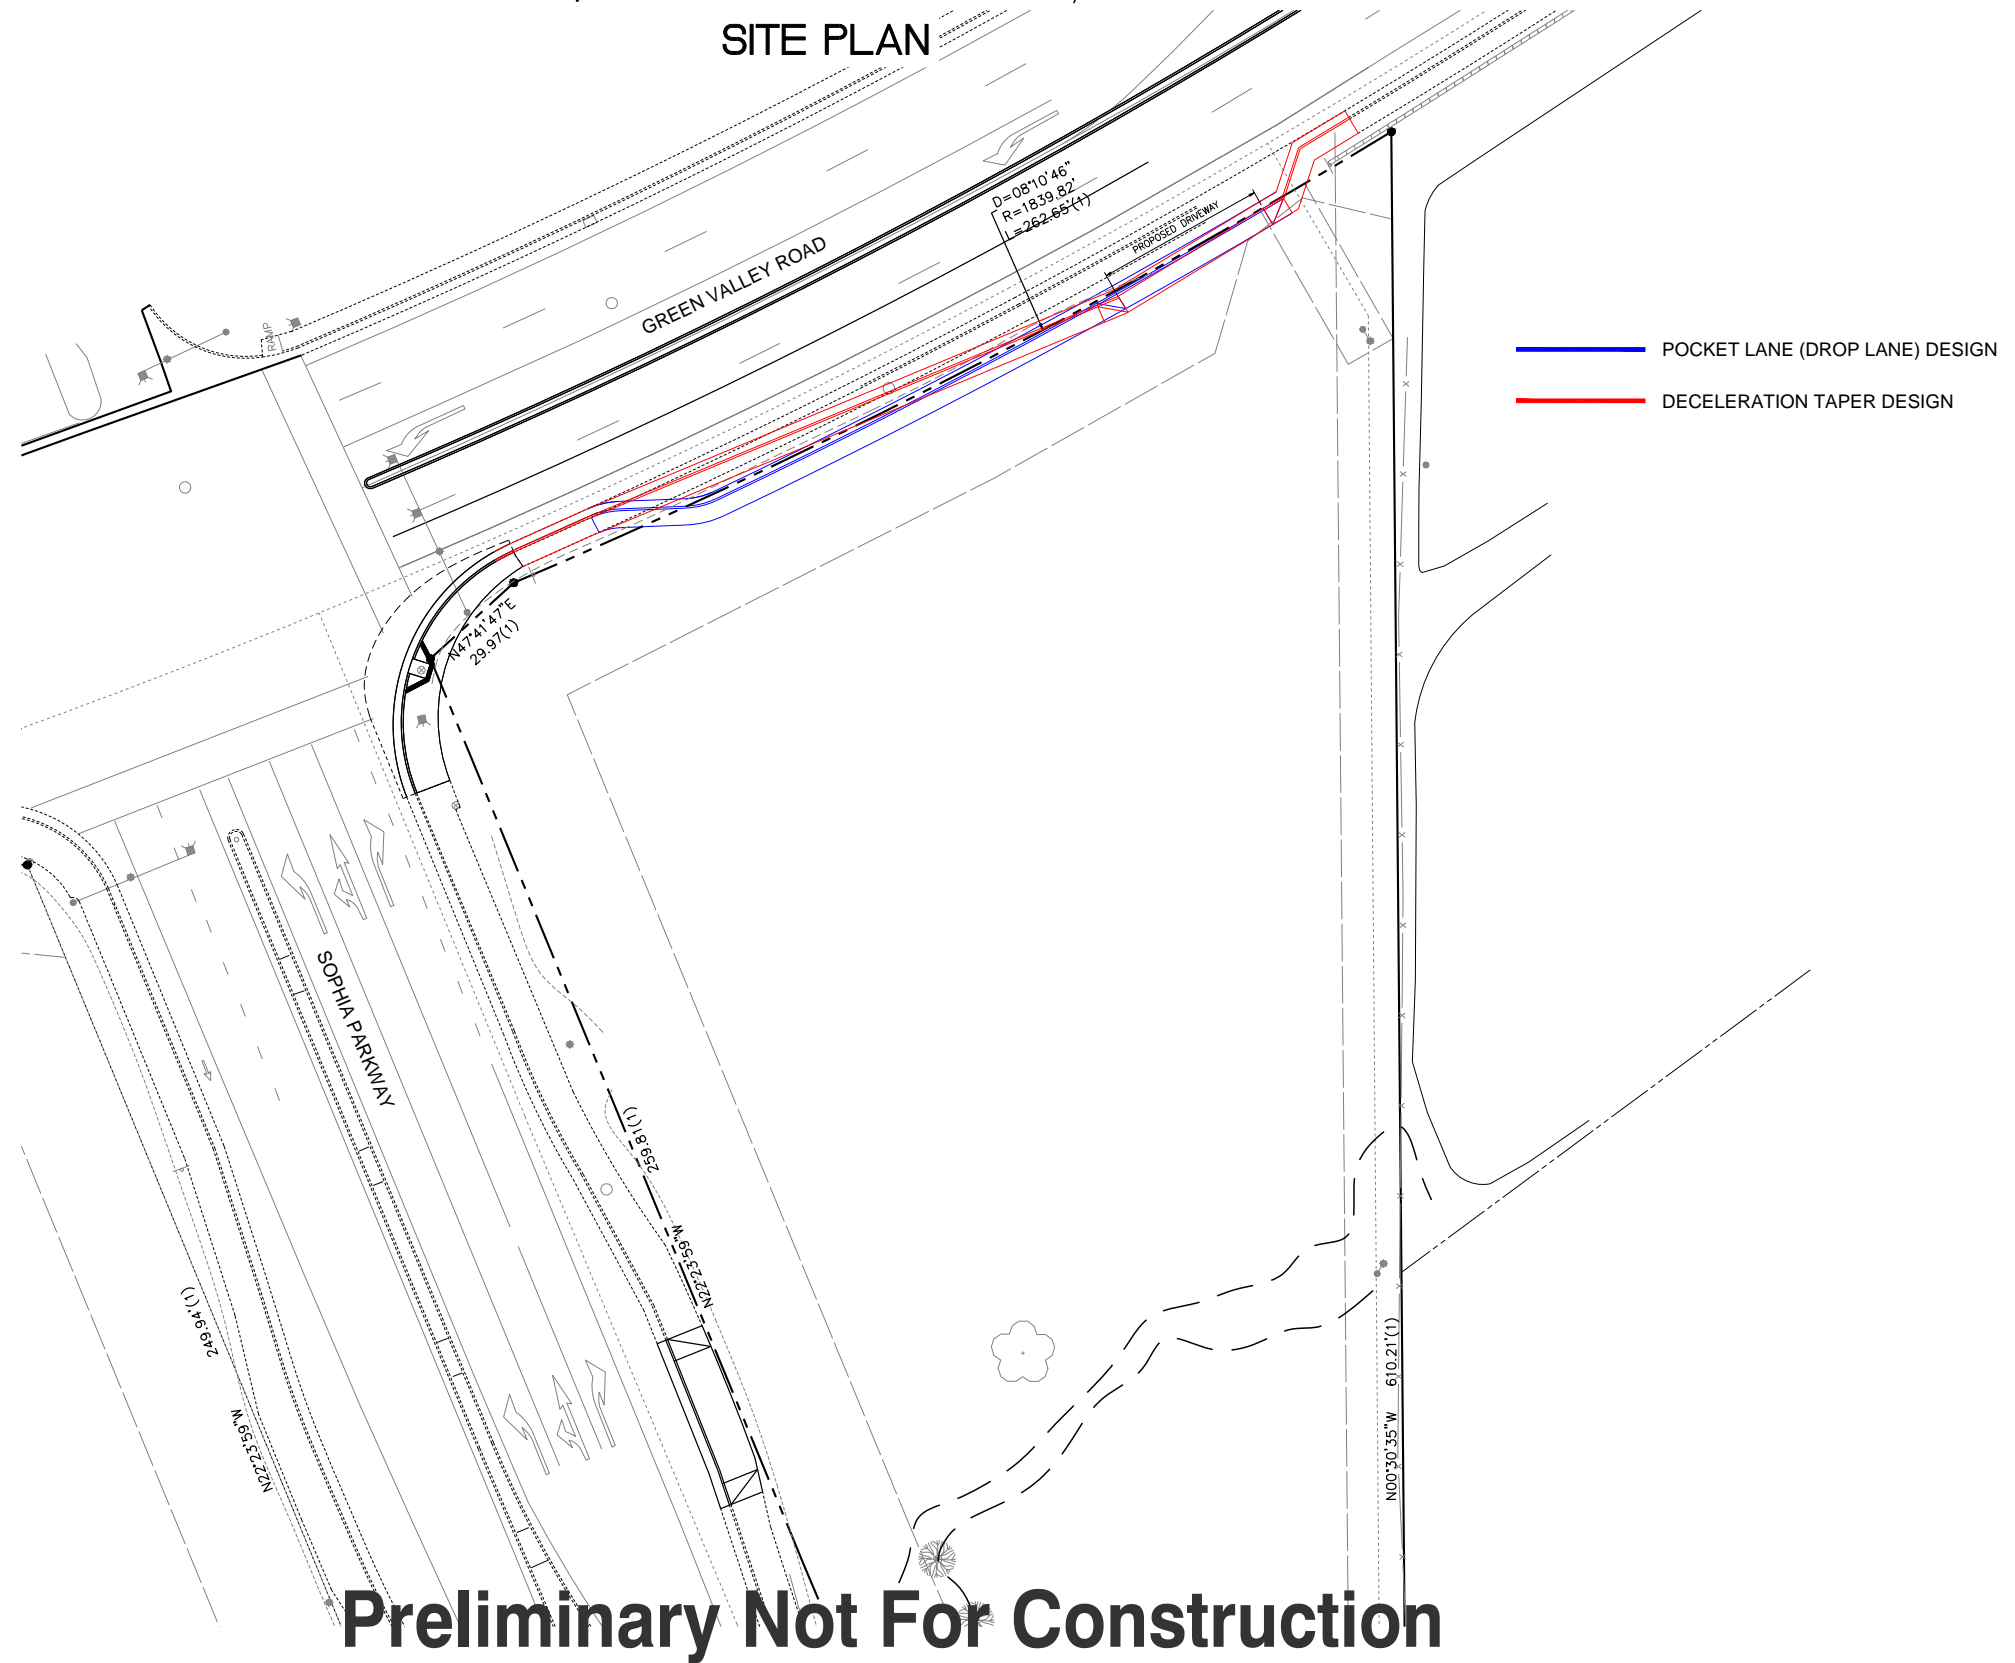 SITE PLAN
D=08°10'46"
R=1839.82'
L=262.65'(1)
PROPOSED DRIVEWAY
GREEN VALLEY ROAD
RAMP
POCKET LANE (DROP LANE) DESIGN
DECELERATION TAPER DESIGN
N47°41'47"E
29.97(1)
SOPHIA PARKWAY
259.81(1)
N22°23'59"W
249.94'(1)
N22°23'59"W
N00°30'35"W 610.21'(1)
Preliminary Not For Construction